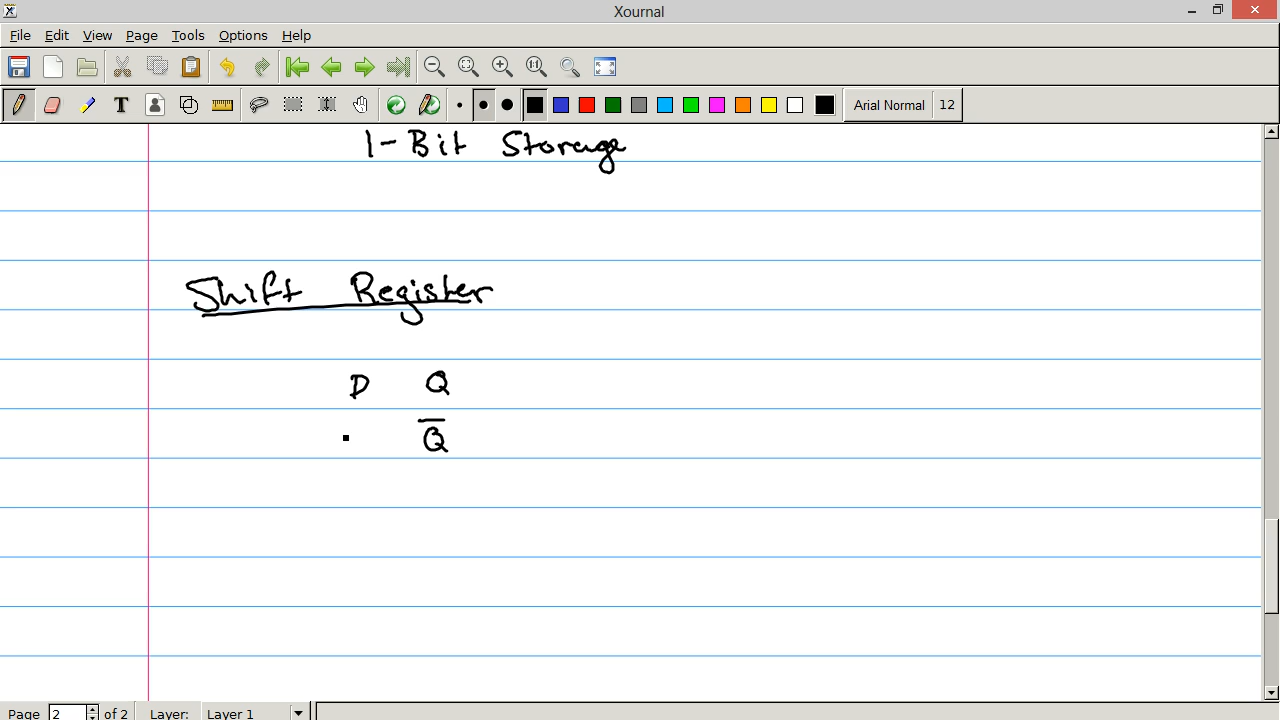 Xournal
File Edit View Page Tools Options Help
Arial Normal 12
1-Bit Storage
Shift Register
D Q
Q̅
Page 2 of 2 Layer: Layer 1